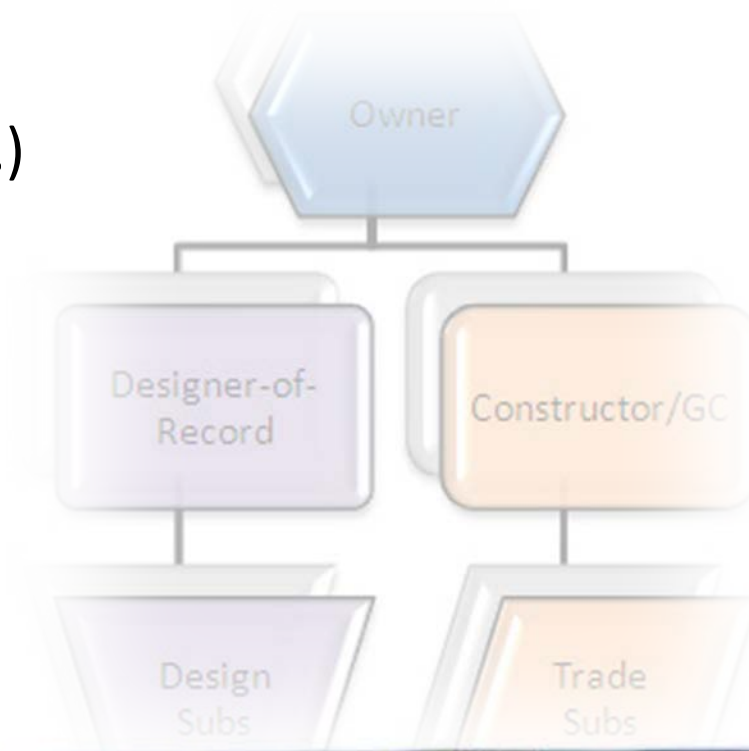 .)
Owner
Designer-of-
Record
Constructor/GC
Design
Subs
Trade
Subs